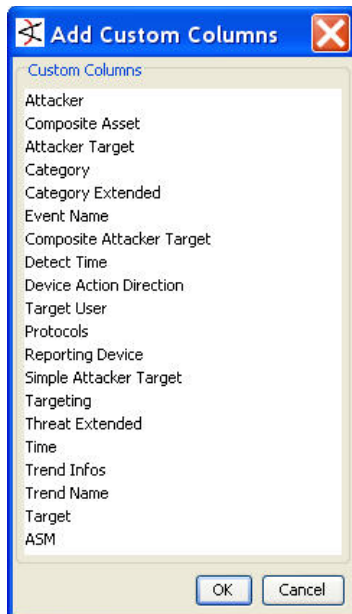 Add Custom Columns
Custom Columns
Attacker
Composite Asset
Attacker Target
Category
Category Extended
Event Name
Composite Attacker Target
Detect Time
Device Action Direction
Target User
Protocols
Reporting Device
Simple Attacker Target
Targeting
Threat Extended
Time
Trend Infos
Trend Name
Target
ASM
OK Cancel